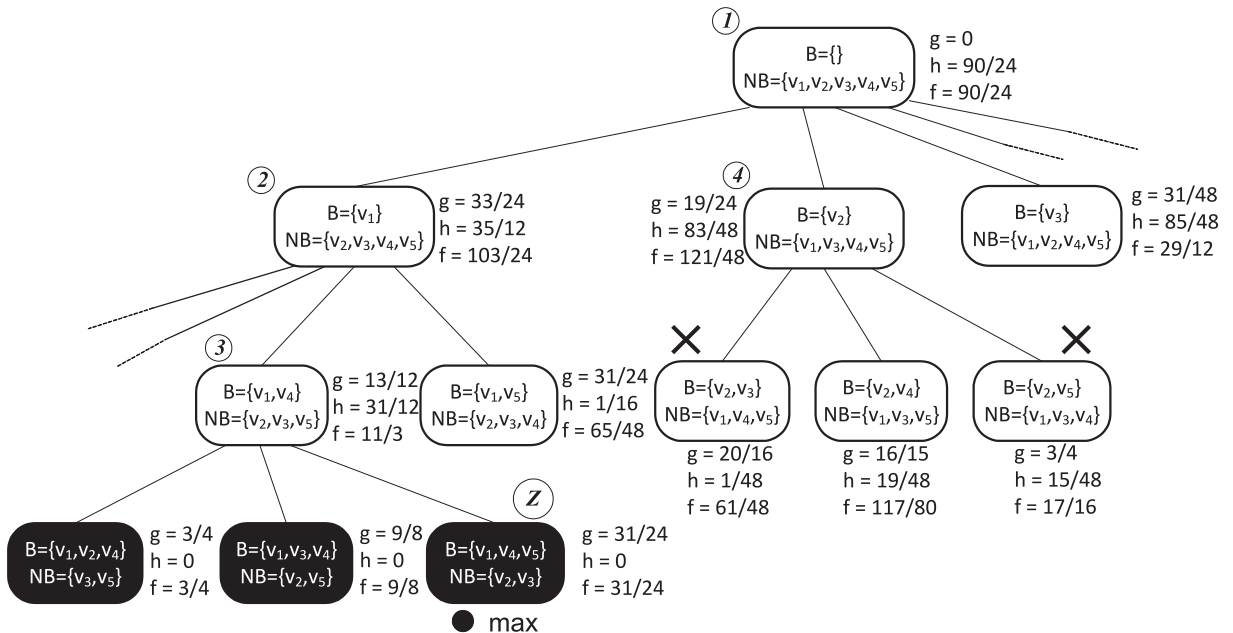 1
B={}
NB={v₁,v₂,v₃,v₄,v₅}
g = 0
h = 90/24
f = 90/24
2
B={v₁}
NB={v₂,v₃,v₄,v₅}
g = 33/24
h = 35/12
f = 103/24
4
g = 19/24
h = 83/48
f = 121/48
B={v₂}
NB={v₁,v₃,v₄,v₅}
B={v₃}
NB={v₁,v₂,v₄,v₅}
g = 31/48
h = 85/48
f = 29/12
3
B={v₁,v₄}
NB={v₂,v₃,v₅}
g = 13/12
h = 31/12
f = 11/3
B={v₁,v₅}
NB={v₂,v₃,v₄}
g = 31/24
h = 1/16
f = 65/48
B={v₂,v₃}
NB={v₁,v₄,v₅}
g = 20/16
h = 1/48
f = 61/48
B={v₂,v₄}
NB={v₁,v₃,v₅}
g = 16/15
h = 19/48
f = 117/80
B={v₂,v₅}
NB={v₁,v₃,v₄}
g = 3/4
h = 15/48
f = 17/16
B={v₁,v₂,v₄}
NB={v₃,v₅}
g = 3/4
h = 0
f = 3/4
B={v₁,v₃,v₄}
NB={v₂,v₅}
g = 9/8
h = 0
f = 9/8
Z
B={v₁,v₄,v₅}
NB={v₂,v₃}
g = 31/24
h = 0
f = 31/24
max